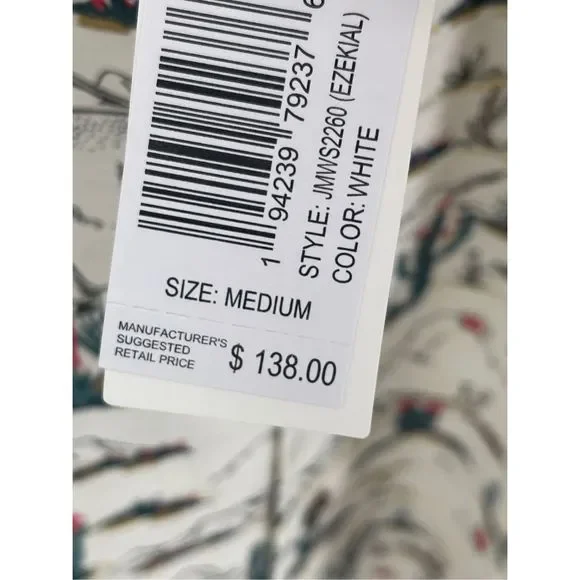 1 94239 79237 6
STYLE: JMWS2260 (EZEKIAL)
COLOR: WHITE
SIZE: MEDIUM
MANUFACTURER'S
SUGGESTED
RETAIL PRICE
$ 138.00